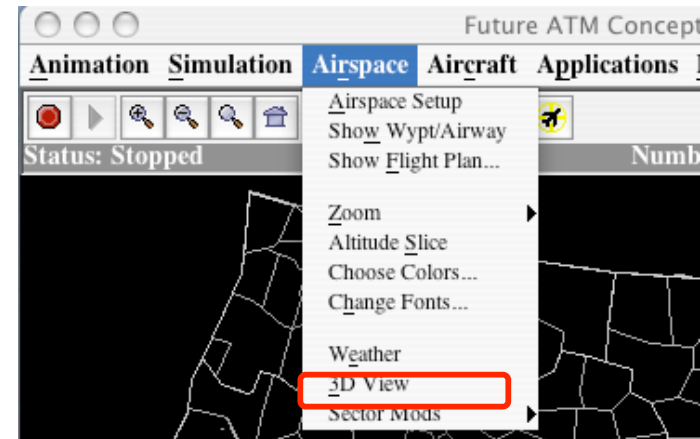 Future ATM Concept
Animation Simulation Airspace Aircraft Applications
Status: Stopped Numb
Airspace Setup
Show Wypt/Airway
Show Flight Plan...
Zoom
Altitude Slice
Choose Colors...
Change Fonts...
Weather
3D View
Sector Mods